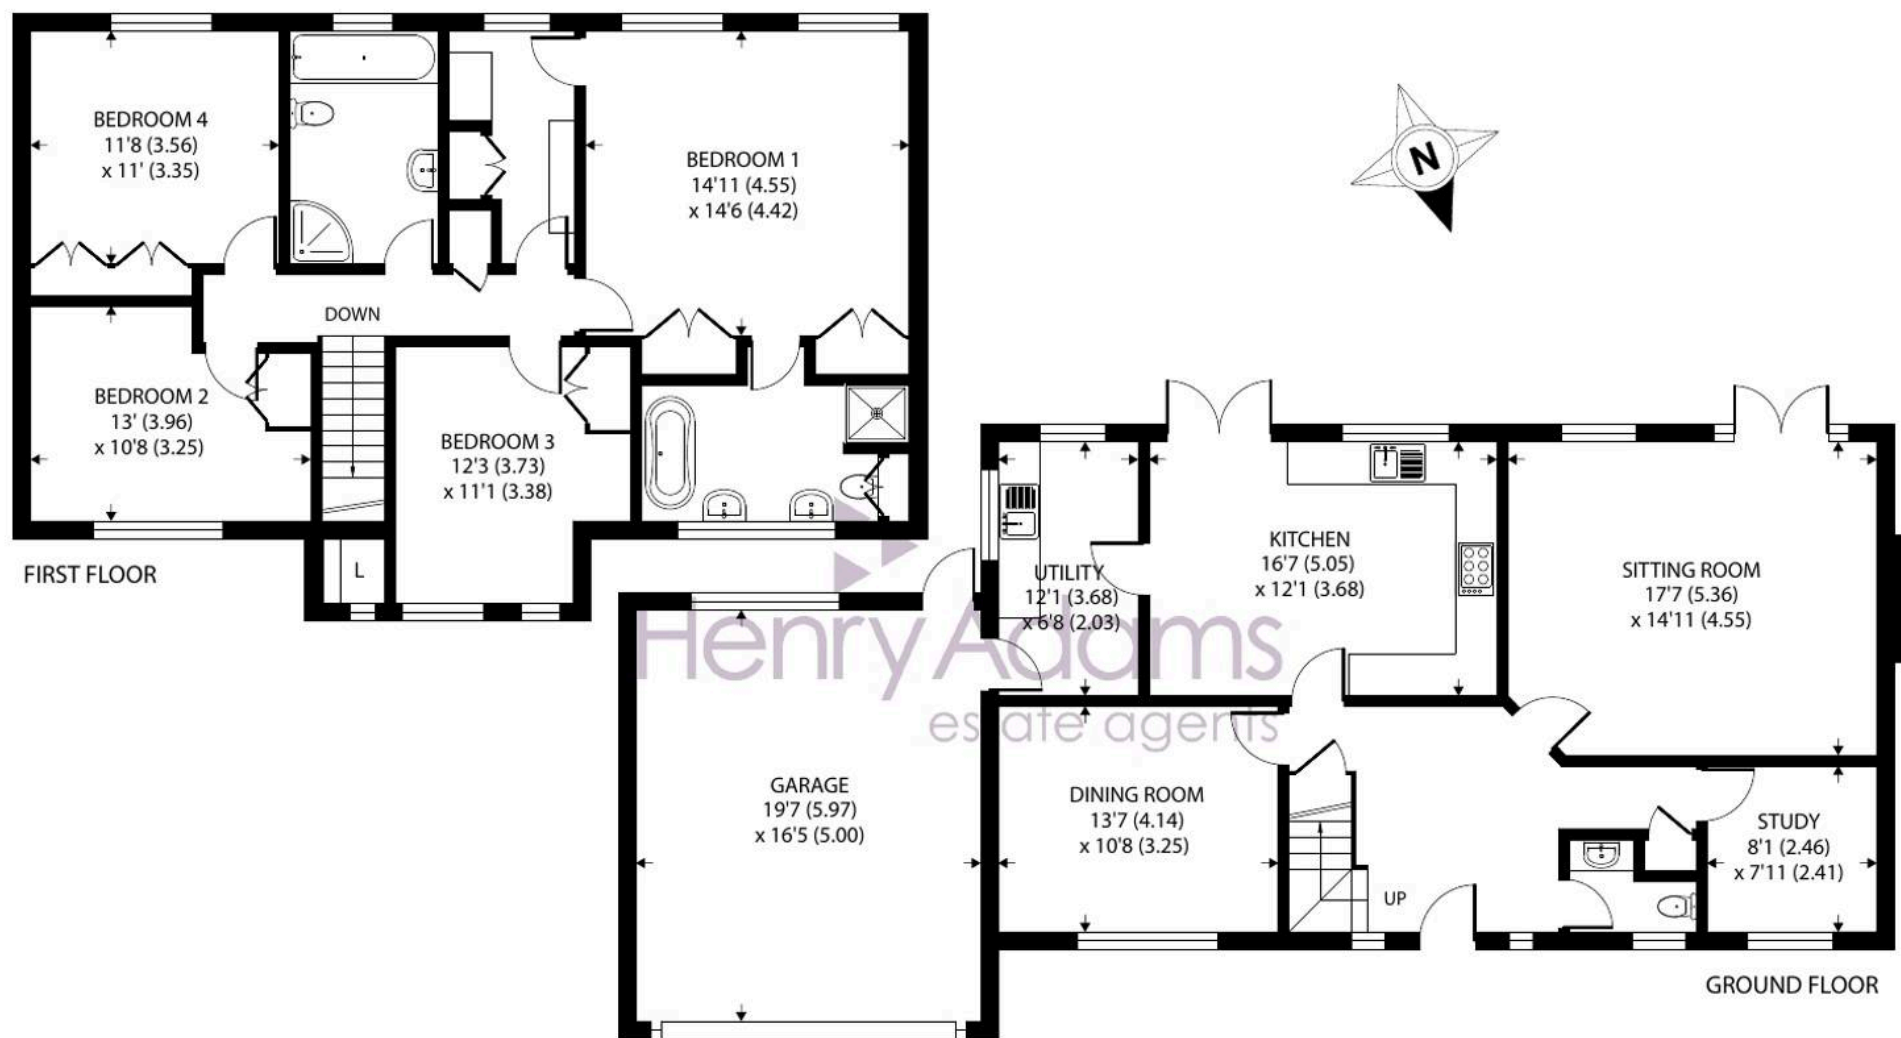 BEDROOM 4
11'8 (3.56)
x 11' (3.35)
BEDROOM 1
14'11 (4.55)
x 14'6 (4.42)
N
DOWN
BEDROOM 2
13' (3.96)
x 10'8 (3.25)
BEDROOM 3
12'3 (3.73)
x 11'1 (3.38)
L
FIRST FLOOR
UTILITY
12'1 (3.68)
x 6'8 (2.03)
KITCHEN
16'7 (5.05)
x 12'1 (3.68)
SITTING ROOM
17'7 (5.36)
x 14'11 (4.55)
Henry Adams
estate agents
GARAGE
19'7 (5.97)
x 16'5 (5.00)
DINING ROOM
13'7 (4.14)
x 10'8 (3.25)
UP
STUDY
8'1 (2.46)
x 7'11 (2.41)
GROUND FLOOR